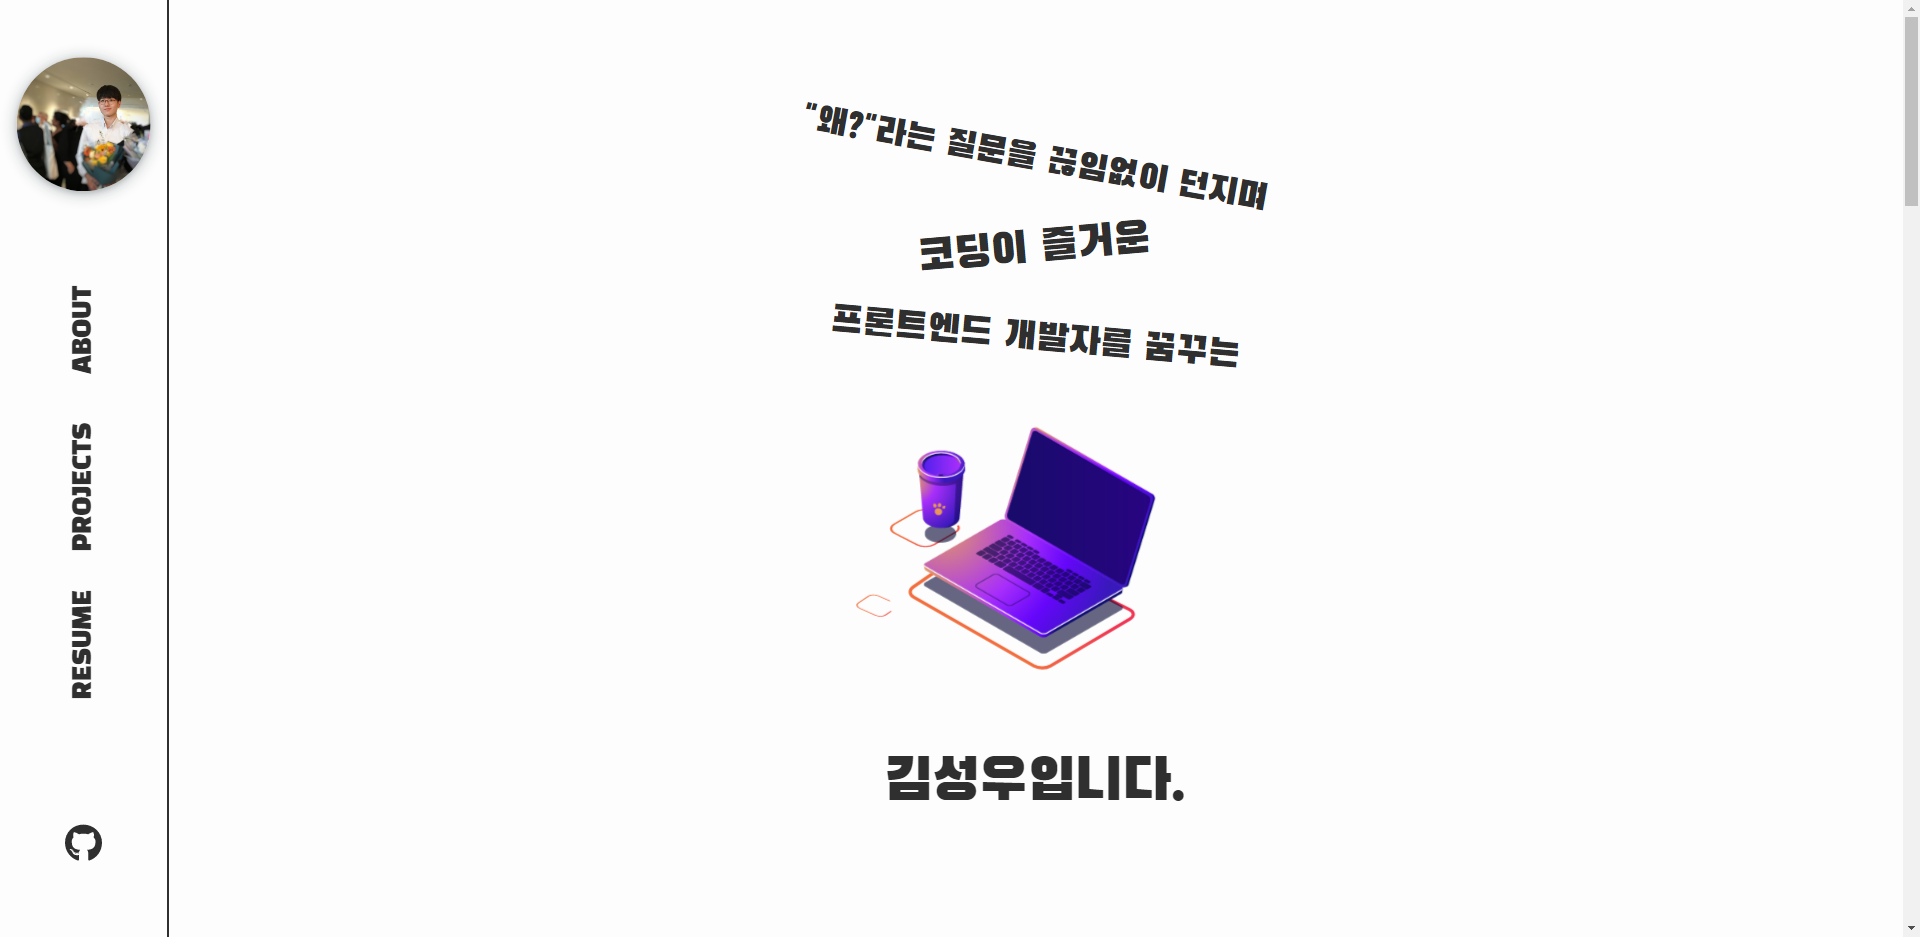 ABOUT
PROJECTS
RESUME
"왜?"라는 질문을 끊임없이 던지며
코딩이 즐거운
프론트엔드 개발자를 꿈꾸는
김성우입니다.